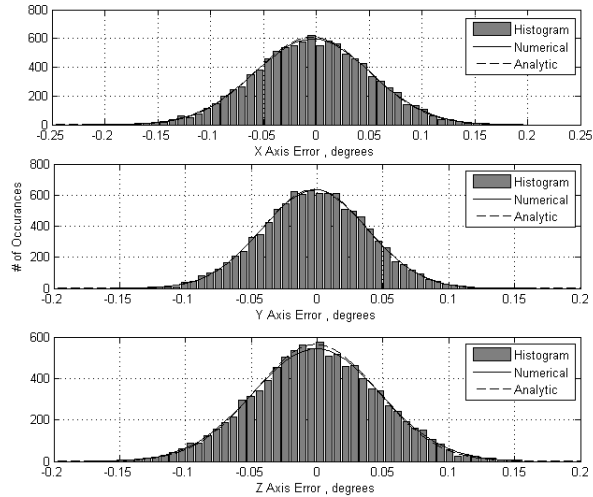 800
600
400
200
0
Histogram
Numerical
Analytic
-0.25 -0.2 -0.15 -0.1 -0.05 0 0.05 0.1 0.15 0.2 0.25
X Axis Error , degrees
# of Occurances
800
600
400
200
0
Histogram
Numerical
Analytic
-0.2 -0.15 -0.1 -0.05 0 0.05 0.1 0.15 0.2
Y Axis Error , degrees
600
400
200
0
Histogram
Numerical
Analytic
-0.2 -0.15 -0.1 -0.05 0 0.05 0.1 0.15 0.2
Z Axis Error , degrees